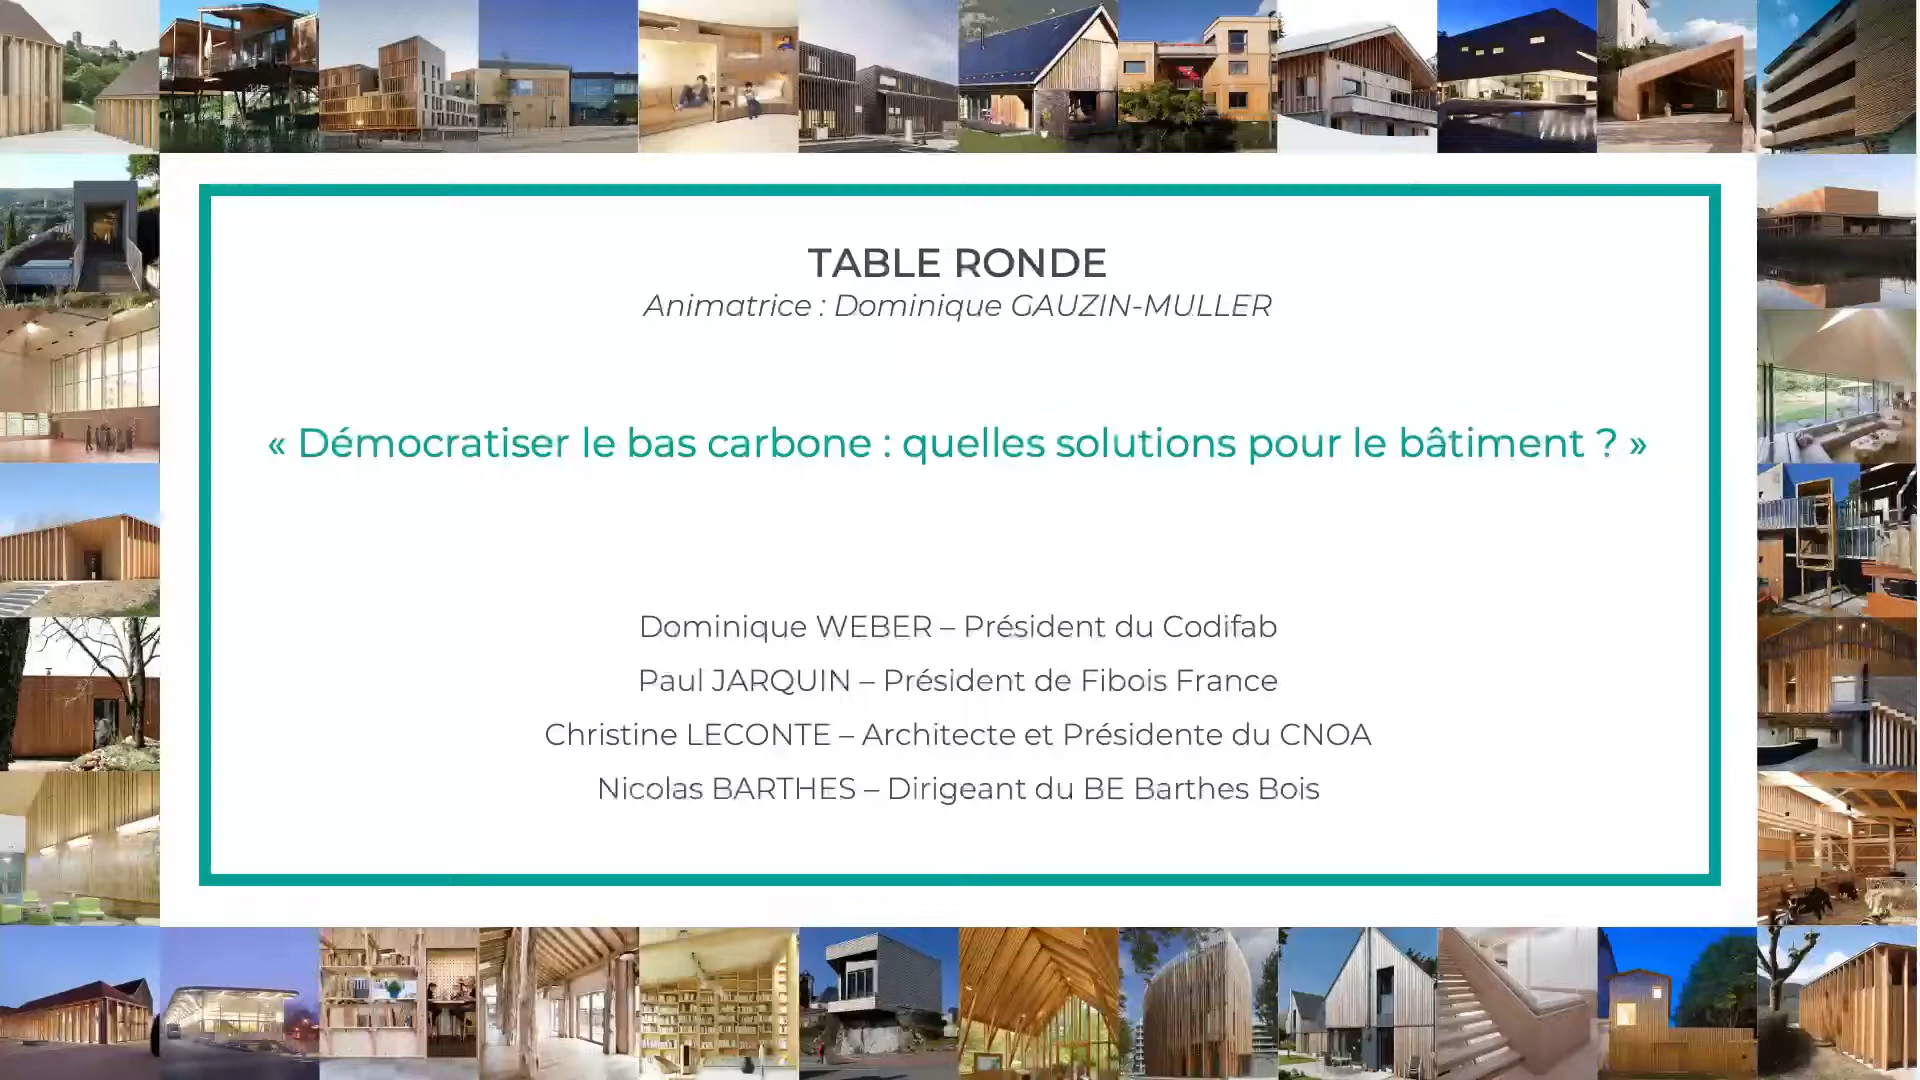 TABLE RONDE
Animatrice : Dominique GAUZIN-MULLER
« Démocratiser le bas carbone : quelles solutions pour le bâtiment ? »
Dominique WEBER – Président du Codifab
Paul JARQUIN – Président de Fibois France
Christine LECONTE – Architecte et Présidente du CNOA
Nicolas BARTHES – Dirigeant du BE Barthes Bois